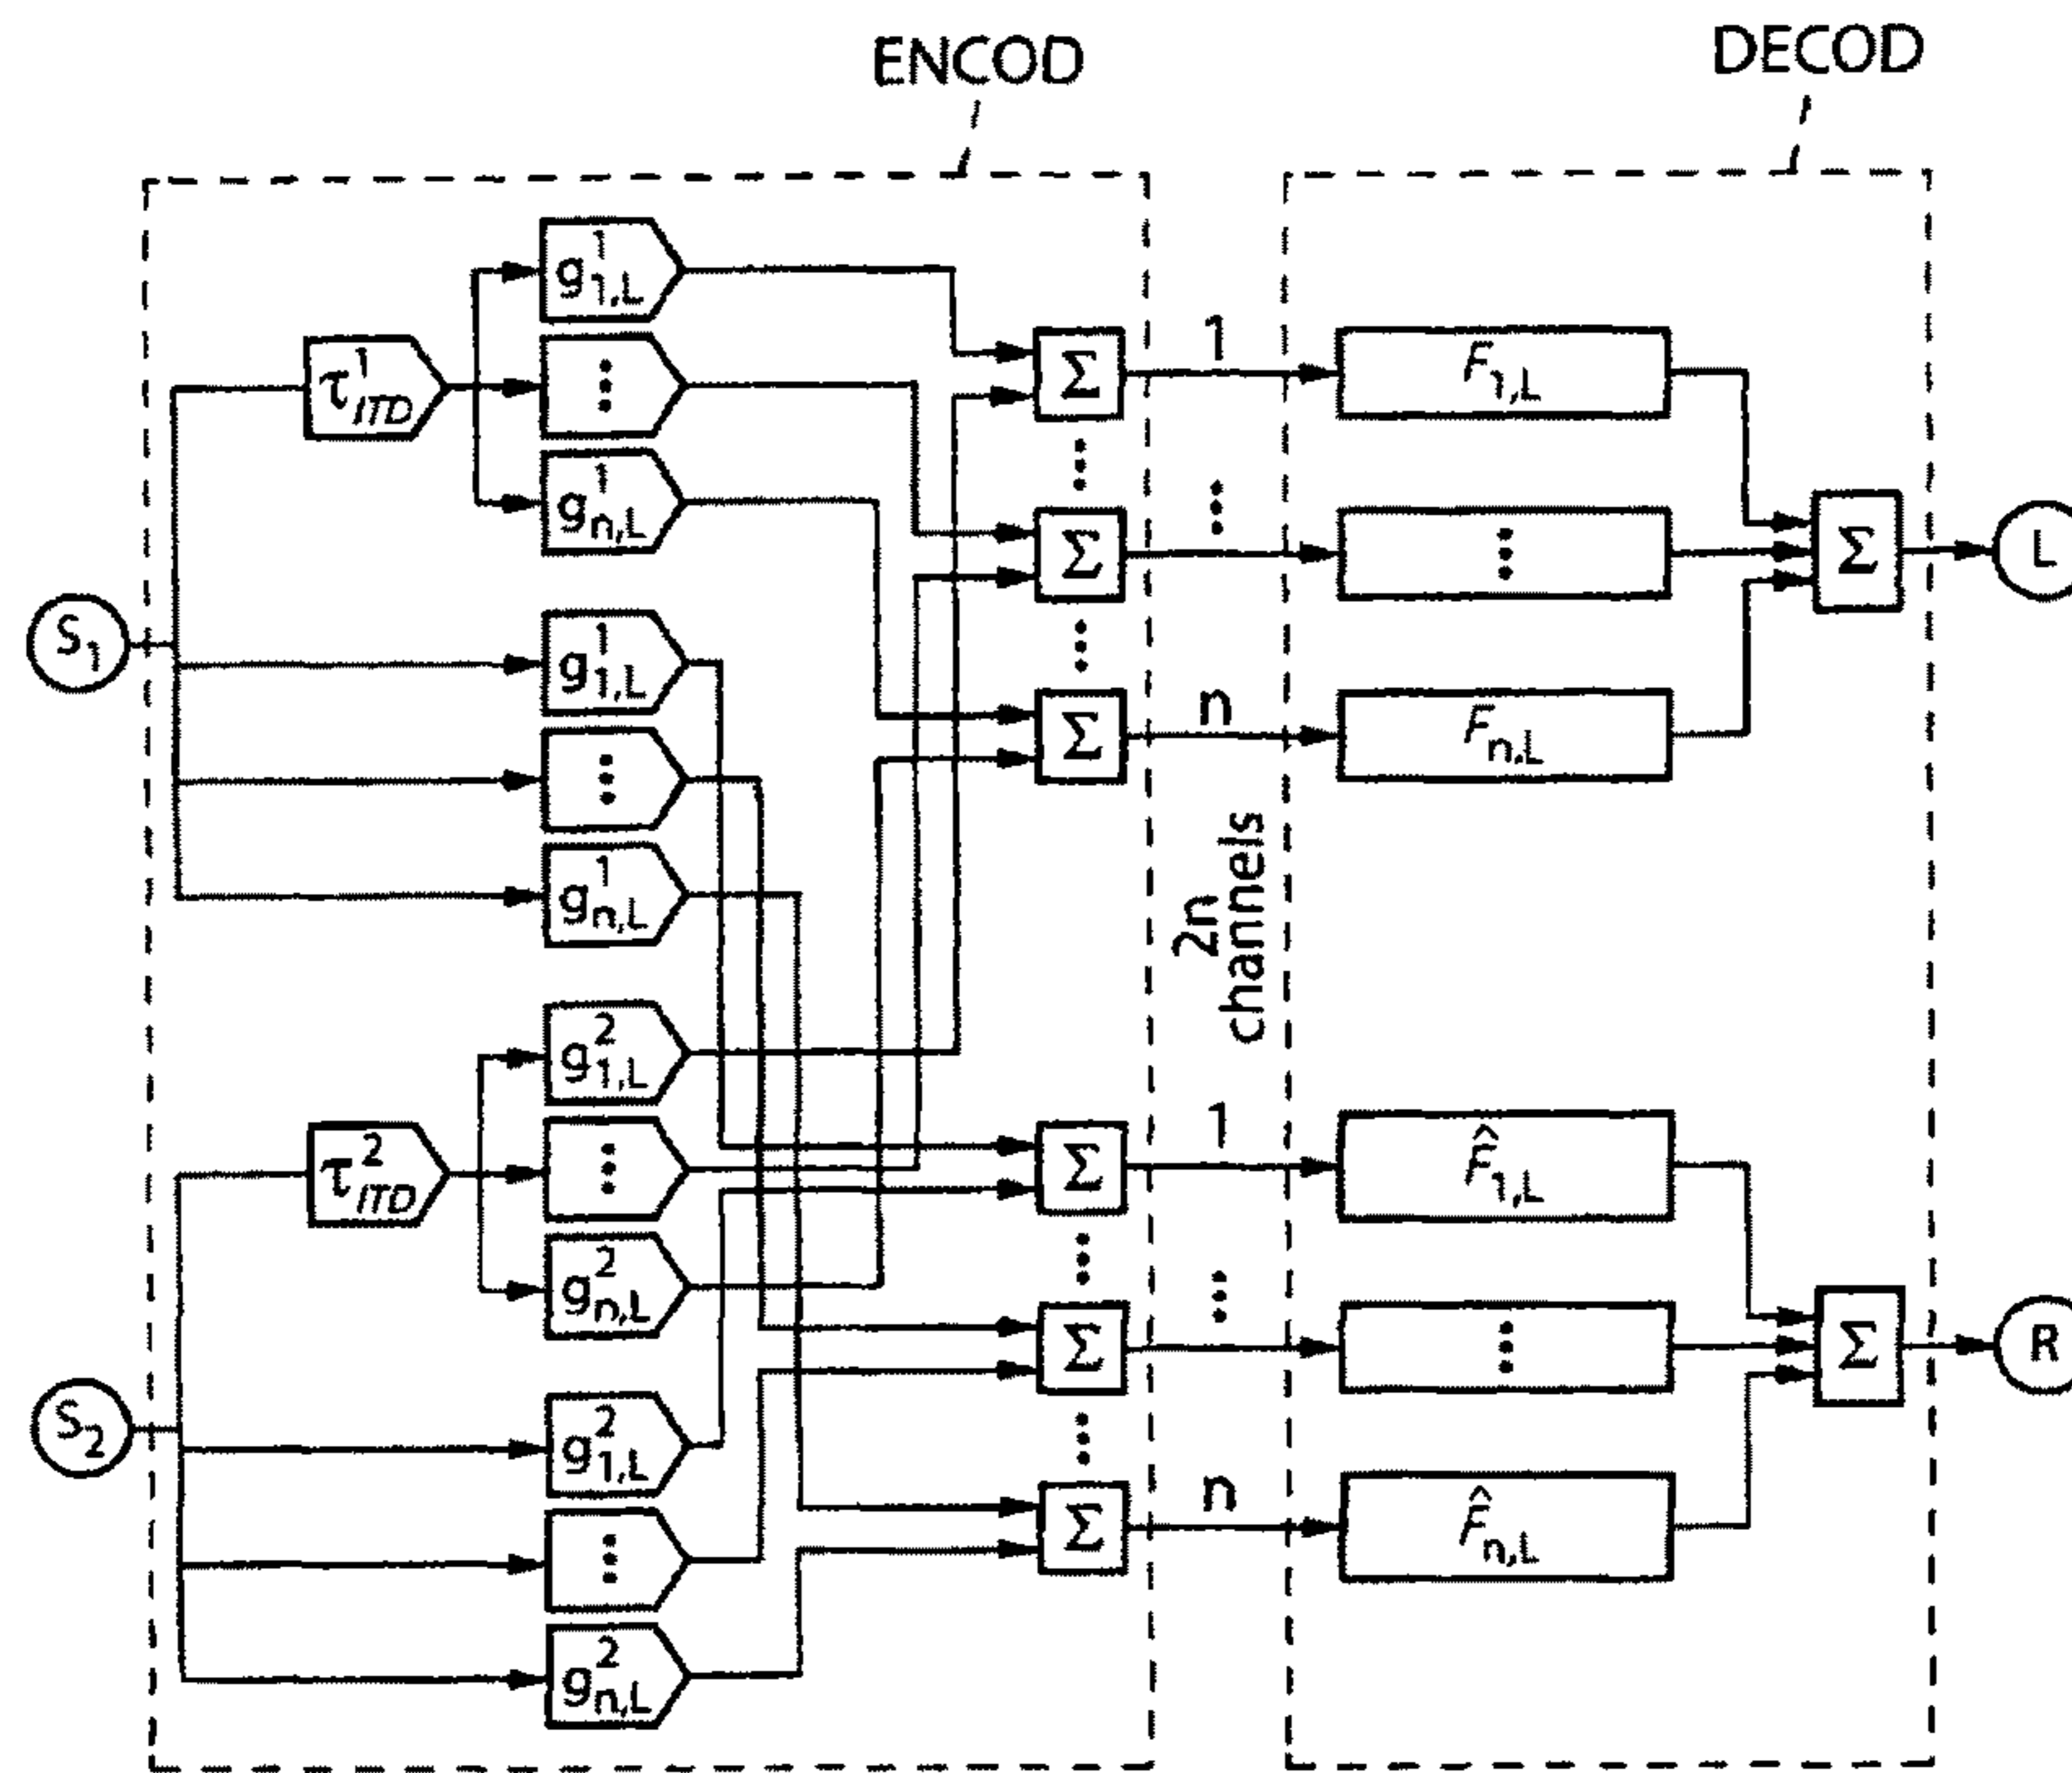 ENCOD
DECOD
S1
τ¹ITD
g¹1,L
⋮
g¹n,L
g¹1,L
⋮
g¹n,L
S2
τ²ITD
g²1,L
⋮
g²n,L
g²1,L
⋮
g²n,L
Σ
⋮
Σ
⋮
Σ
Σ
⋮
Σ
⋮
Σ
1
⋮
n
2n
channels
1
⋮
n
F1,L
⋮
Fn,L
F̂1,L
⋮
F̂n,L
Σ
L
Σ
R